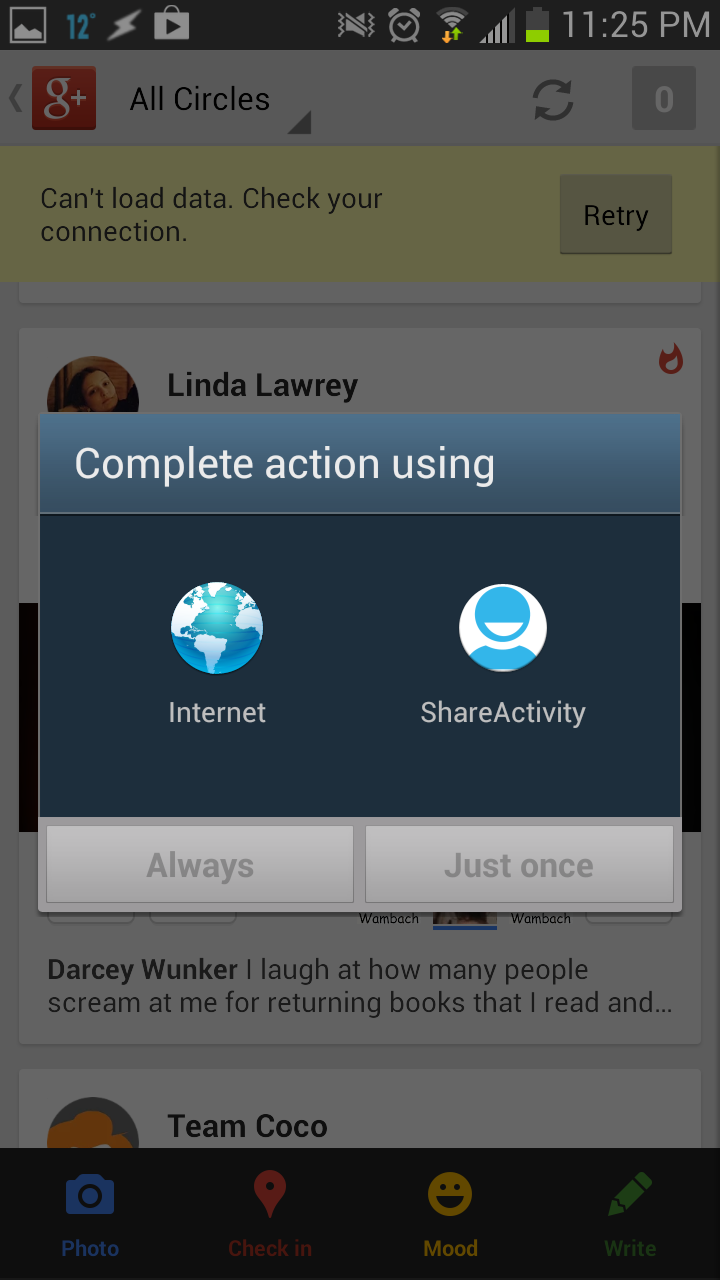 12°
11:25 PM
g+
All Circles
0
Can't load data. Check your
connection.
Retry
Linda Lawrey
Complete action using
Internet
ShareActivity
Always
Just once
Wambach
Wambach
Darcey Wunker I laugh at how many people
scream at me for returning books that I read and...
Team Coco
Photo
Check in
Mood
Write